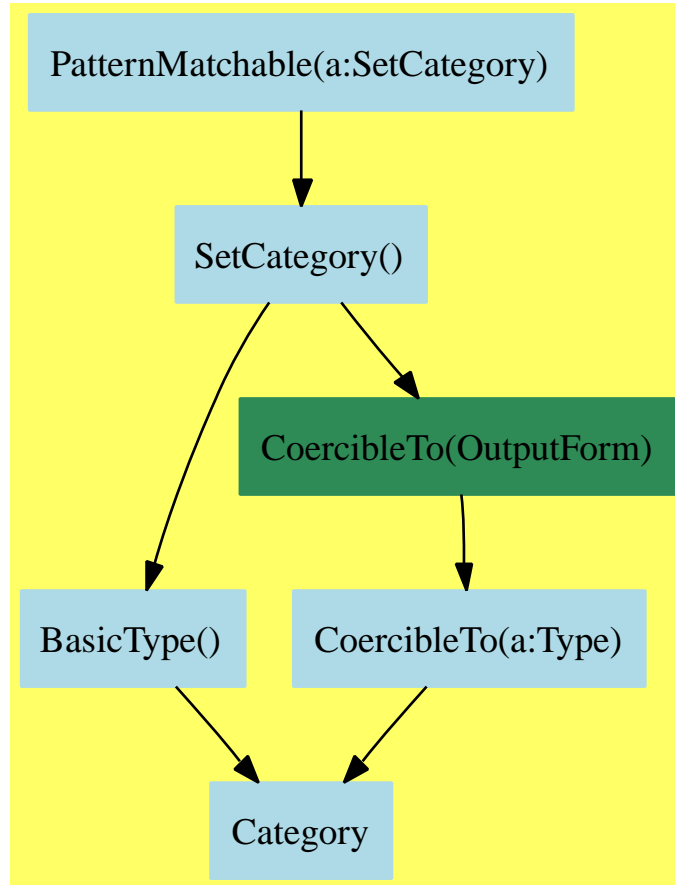 PatternMatchable(a:SetCategory)
SetCategory()
CoercibleTo(OutputForm)
BasicType()
CoercibleTo(a:Type)
Category